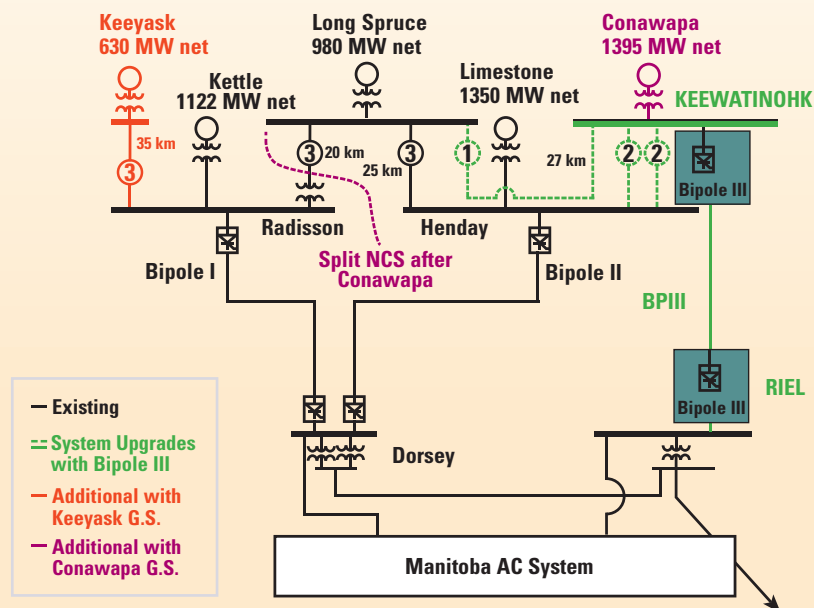 Keeyask
630 MW net
Kettle
1122 MW net
Long Spruce
980 MW net
Limestone
1350 MW net
Conawapa
1395 MW net
KEEWATINOHK
35 km
3
3
20 km
25 km
3
1
27 km
2
2
Bipole III
Radisson
Henday
Split NCS after
Conawapa
Bipole I
Bipole II
BPIII
RIEL
Bipole III
Dorsey
Manitoba AC System
Existing
System Upgrades
with Bipole III
Additional with
Keeyask G.S.
Additional with
Conawapa G.S.